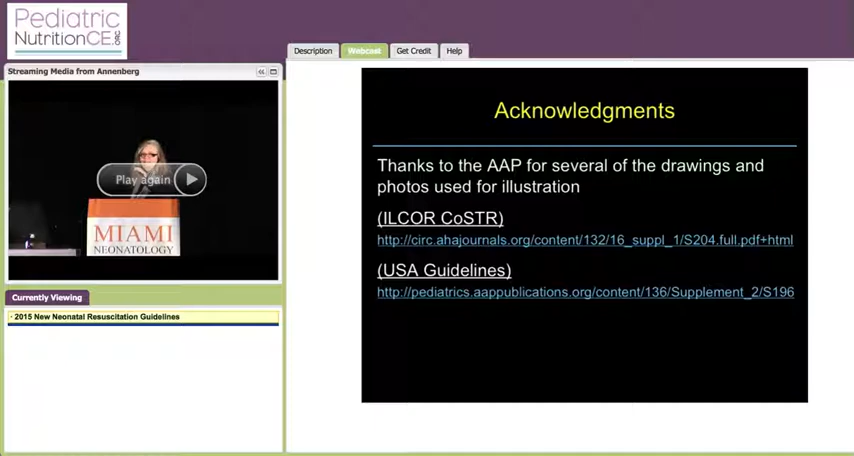 Pediatric
NutritionCE.ORG
Description
Webcast
Get Credit
Help
Streaming Media from Annenberg
Play again
MIAMI
NEONATOLOGY
Currently Viewing
· 2015 New Neonatal Resuscitation Guidelines
Acknowledgments
Thanks to the AAP for several of the drawings and
photos used for illustration
(ILCOR CoSTR)
http://circ.ahajournals.org/content/132/16_suppl_1/S204.full.pdf+html
(USA Guidelines)
http://pediatrics.aappublications.org/content/136/Supplement_2/S196